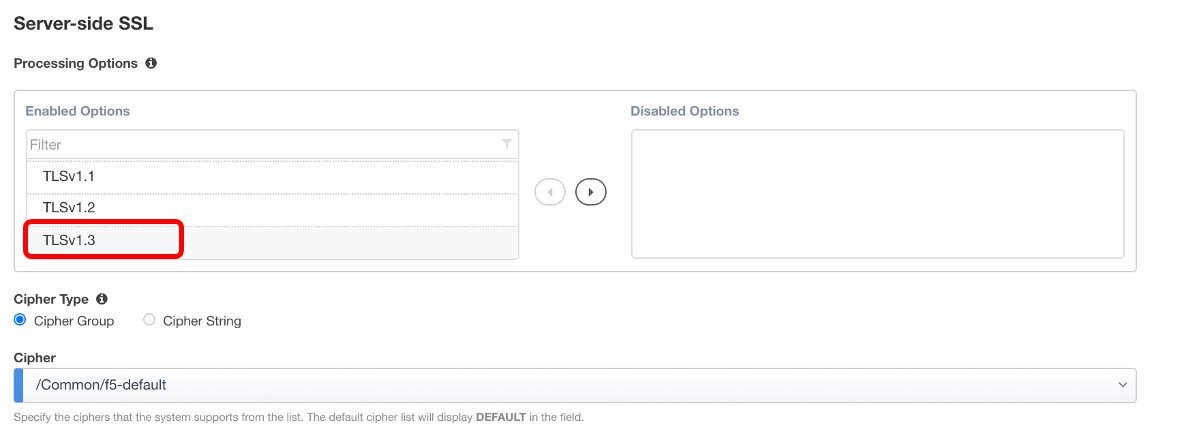 Server-side SSL
Processing Options
Enabled Options
Disabled Options
Filter
TLSv1.1
TLSv1.2
TLSv1.3
Cipher Type
Cipher Group
Cipher String
Cipher
/Common/f5-default
Specify the ciphers that the system supports from the list. The default cipher list will display DEFAULT in the field.